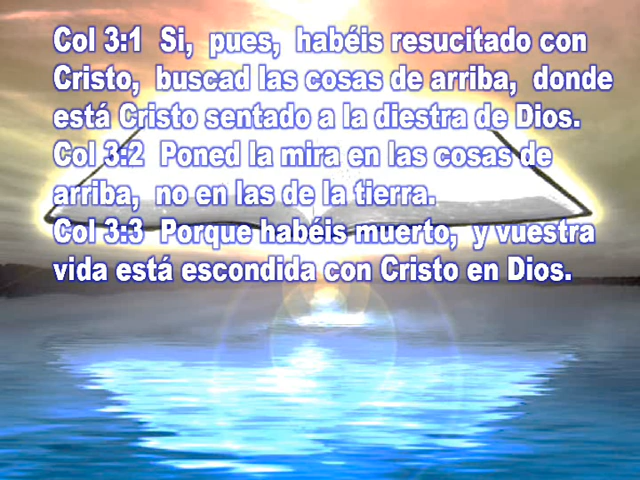 Col 3:1  Si,  pues,  habéis resucitado con
Cristo,  buscad las cosas de arriba,  donde
está Cristo sentado a la diestra de Dios.
Col 3:2  Poned la mira en las cosas de
arriba,  no en las de la tierra.
Col 3:3  Porque habéis muerto,  y vuestra
vida está escondida con Cristo en Dios.